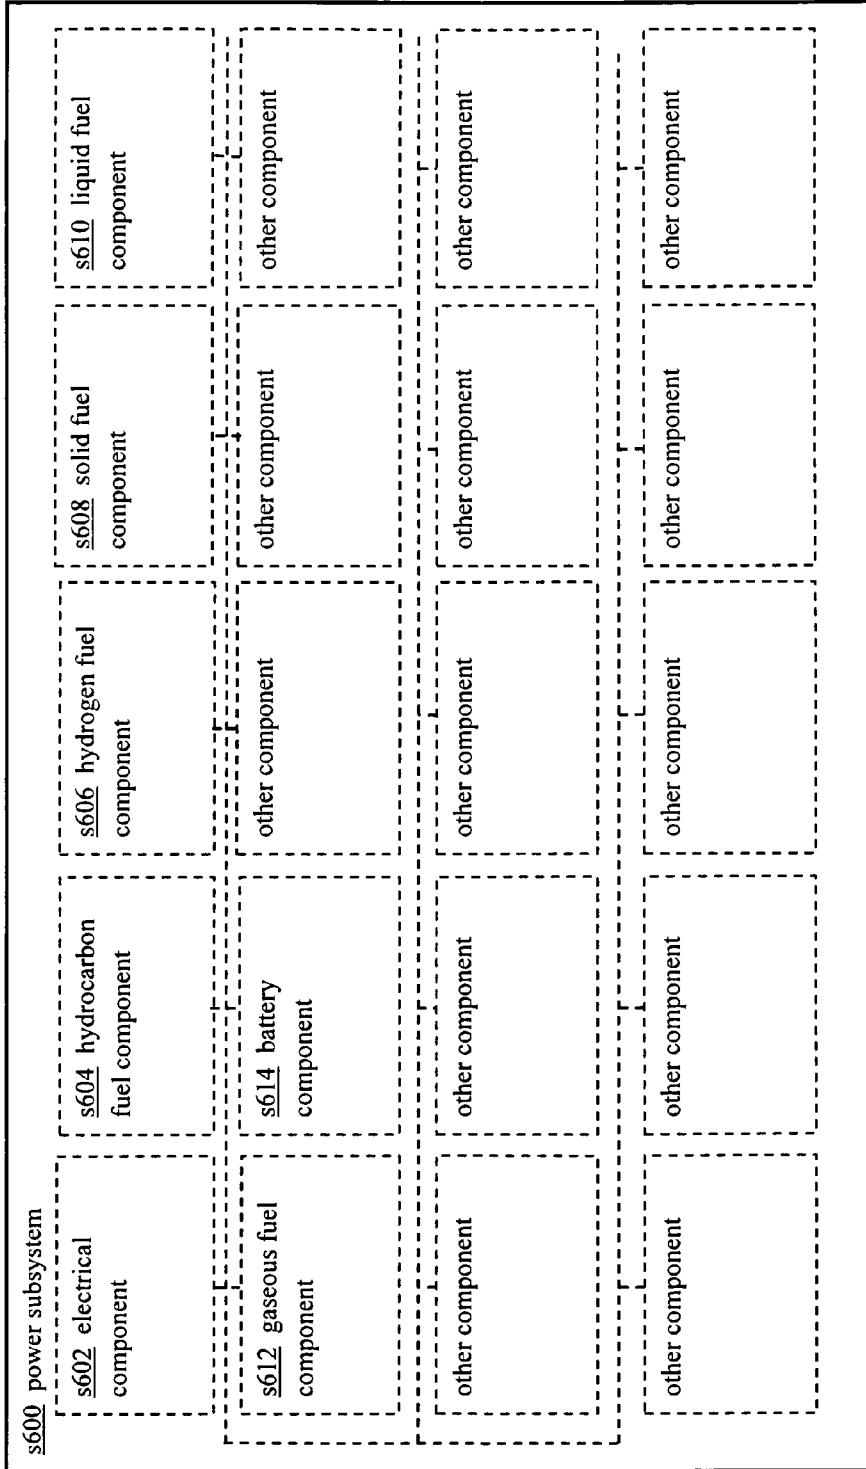 s600 power subsystem
s602 electrical
component
s604 hydrocarbon
fuel component
s606 hydrogen fuel
component
s608 solid fuel
component
s610 liquid fuel
component
s612 gaseous fuel
component
s614 battery
component
other component
other component
other component
other component
other component
other component
other component
other component
other component
other component
other component
other component
other component